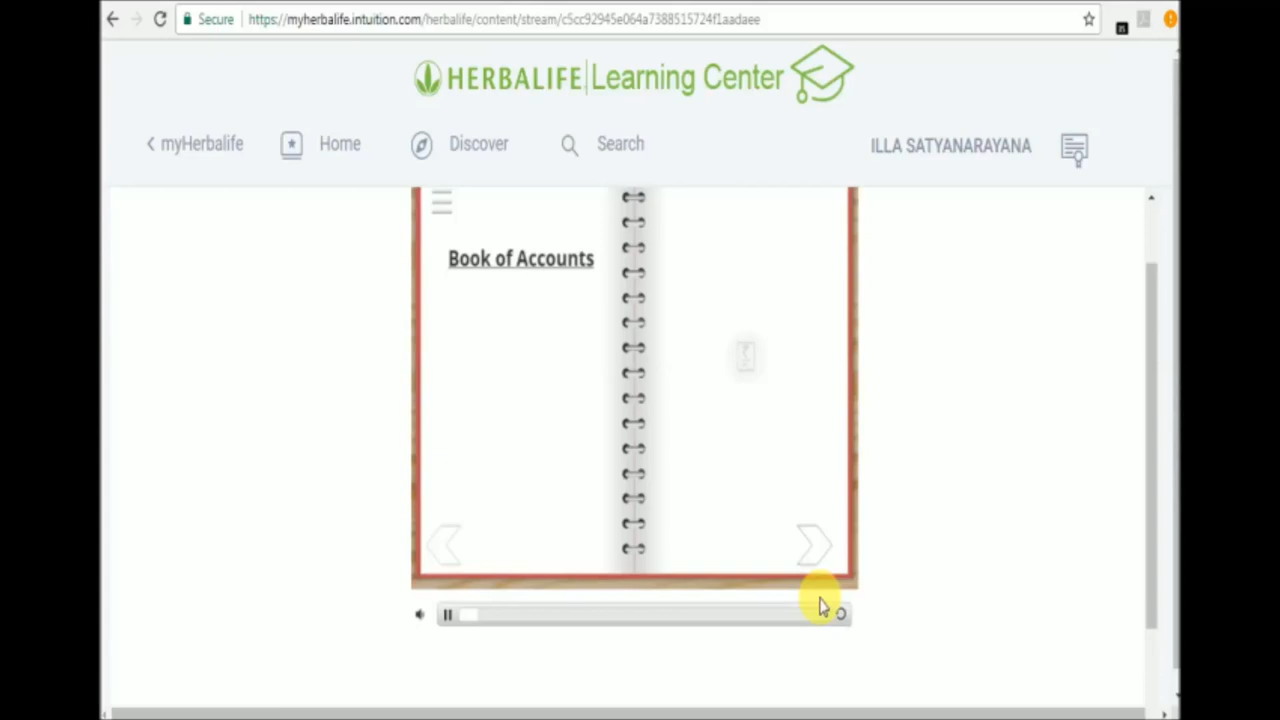 Secure
https://myherbalife.intuition.com/herbalife/content/stream/c5cc92945e064a7388515724f1aadaee
HERBALIFE Learning Center
myHerbalife Home Discover Search ILLA SATYANARAYANA
Book of Accounts